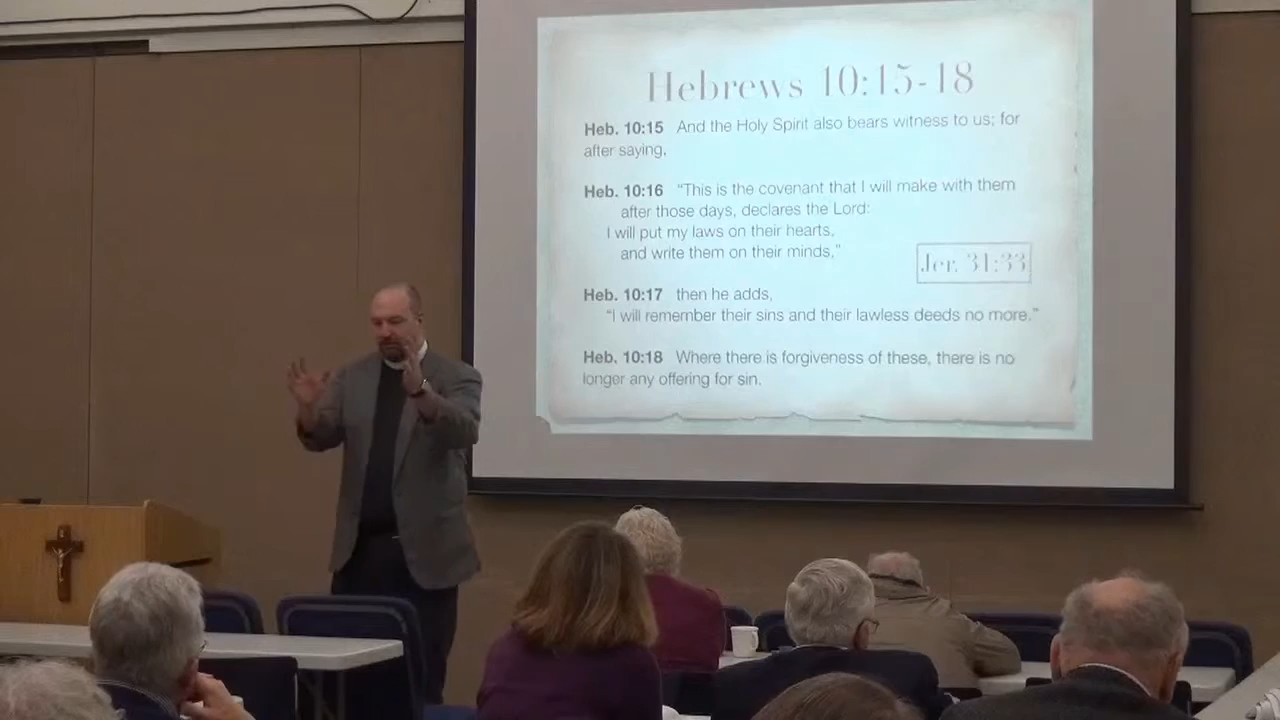 Hebrews 10:15-18
Heb. 10:15 And the Holy Spirit also bears witness to us; for
after saying,
Heb. 10:16 “This is the covenant that I will make with them
after those days, declares the Lord:
I will put my laws on their hearts,
and write them on their minds,”
Jer. 31:33
Heb. 10:17 then he adds,
“I will remember their sins and their lawless deeds no more.”
Heb. 10:18 Where there is forgiveness of these, there is no
longer any offering for sin.